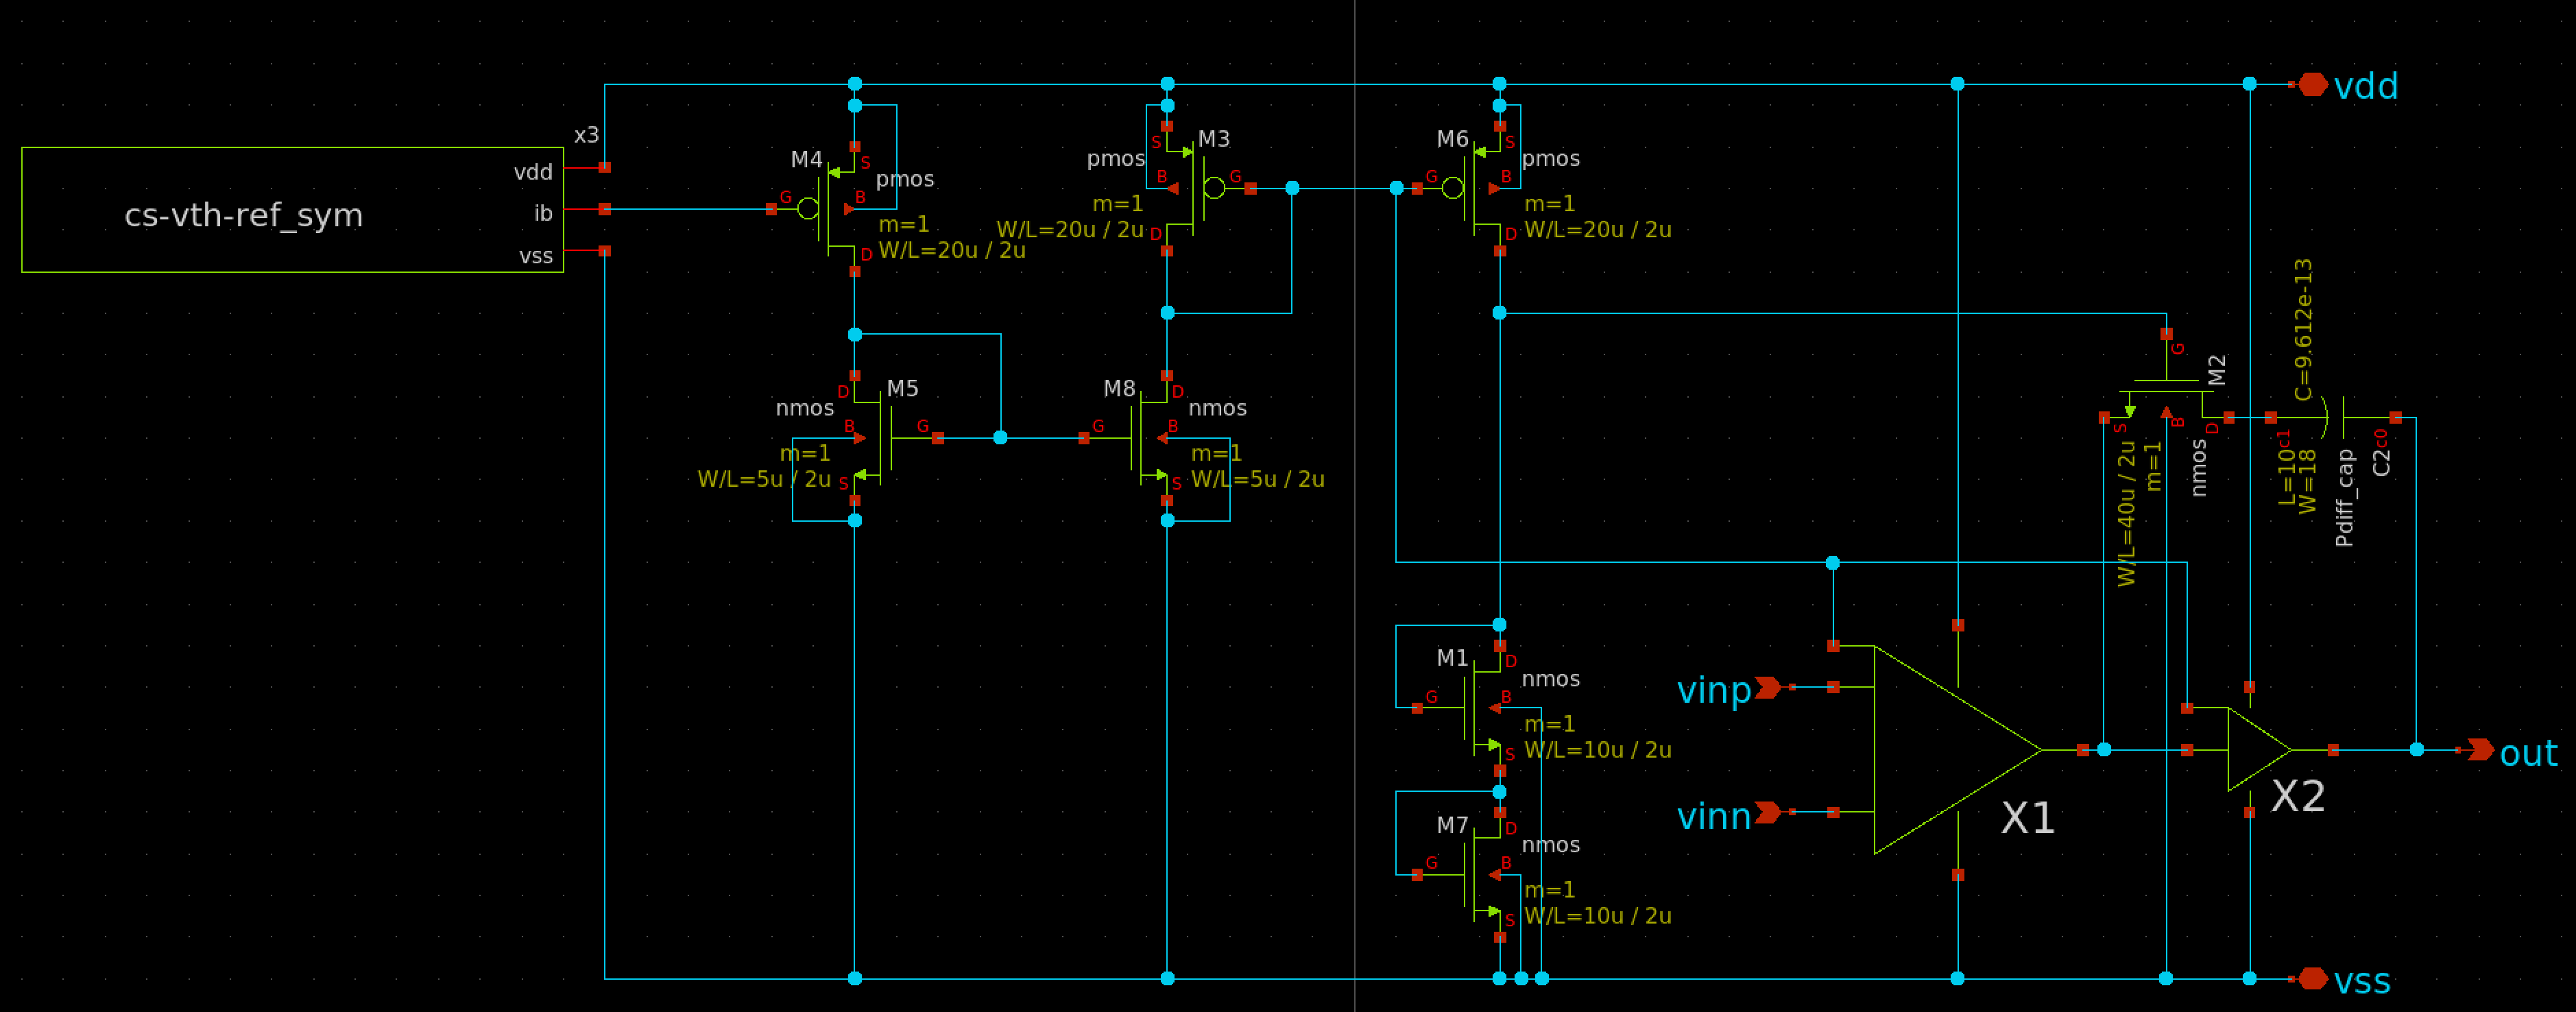 vdd
x3
cs-vth-ref_sym
vdd
ib
vss
M4
S
G
B
pmos
m=1
W/L=20u / 2u
D
M3
S
pmos
B
G
m=1
W/L=20u / 2u
D
M6
S
pmos
G
B
m=1
W/L=20u / 2u
D
D
M5
nmos
B
G
m=1
W/L=5u / 2u
S
M8
D
nmos
G
B
m=1
W/L=5u / 2u
S
G
M2
S
B
D
W/L=40u / 2u
m=1
nmos
C=9.612e-13
c1
L=10
W=18
Pdiff_cap
C2
c0
M1
D
nmos
G
B
m=1
W/L=10u / 2u
S
M7
D
nmos
G
B
m=1
W/L=10u / 2u
S
vinp
vinn
X1
X2
out
vss